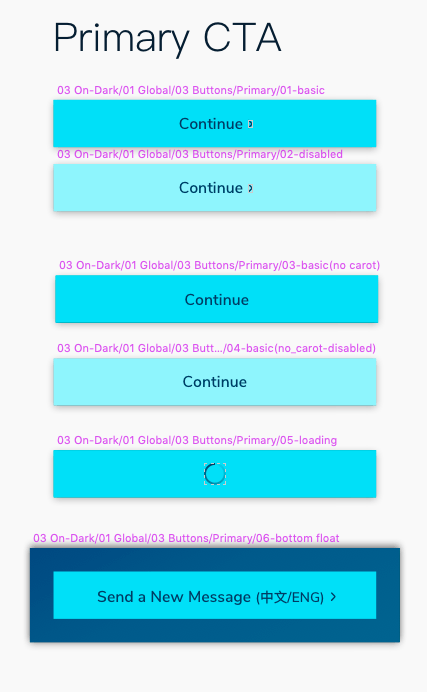 Primary CTA
03 On-Dark/01 Global/03 Buttons/Primary/01-basic
Continue
03 On-Dark/01 Global/03 Buttons/Primary/02-disabled
Continue
03 On-Dark/01 Global/03 Buttons/Primary/03-basic(no carot)
Continue
03 On-Dark/01 Global/03 Butt.../04-basic(no_carot-disabled)
Continue
03 On-Dark/01 Global/03 Buttons/Primary/05-loading
03 On-Dark/01 Global/03 Buttons/Primary/06-bottom float
Send a New Message (中文/ENG) >